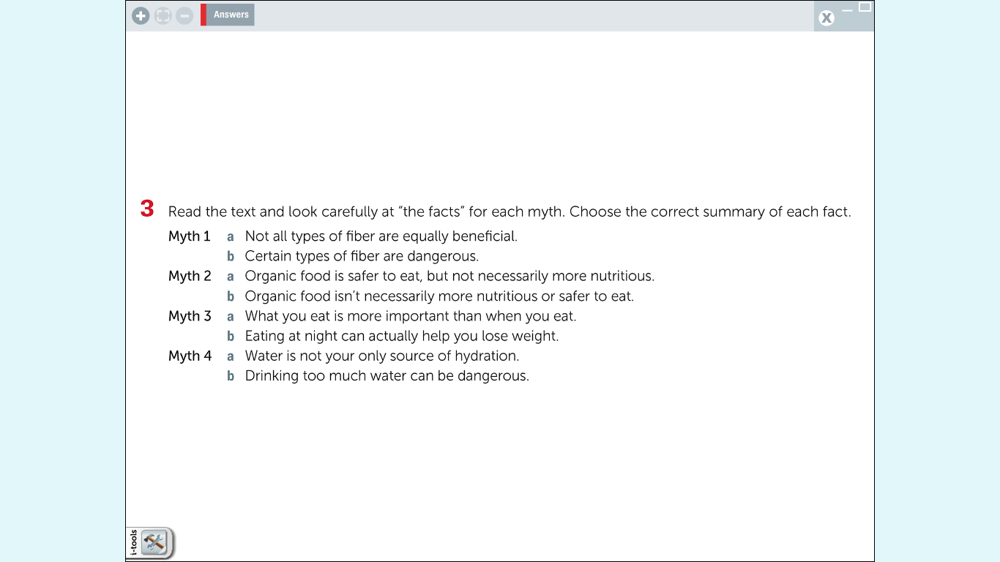 Answers
X
3 Read the text and look carefully at “the facts” for each myth. Choose the correct summary of each fact.
Myth 1 a Not all types of fiber are equally beneficial.
b Certain types of fiber are dangerous.
Myth 2 a Organic food is safer to eat, but not necessarily more nutritious.
b Organic food isn’t necessarily more nutritious or safer to eat.
Myth 3 a What you eat is more important than when you eat.
b Eating at night can actually help you lose weight.
Myth 4 a Water is not your only source of hydration.
b Drinking too much water can be dangerous.
i-tools